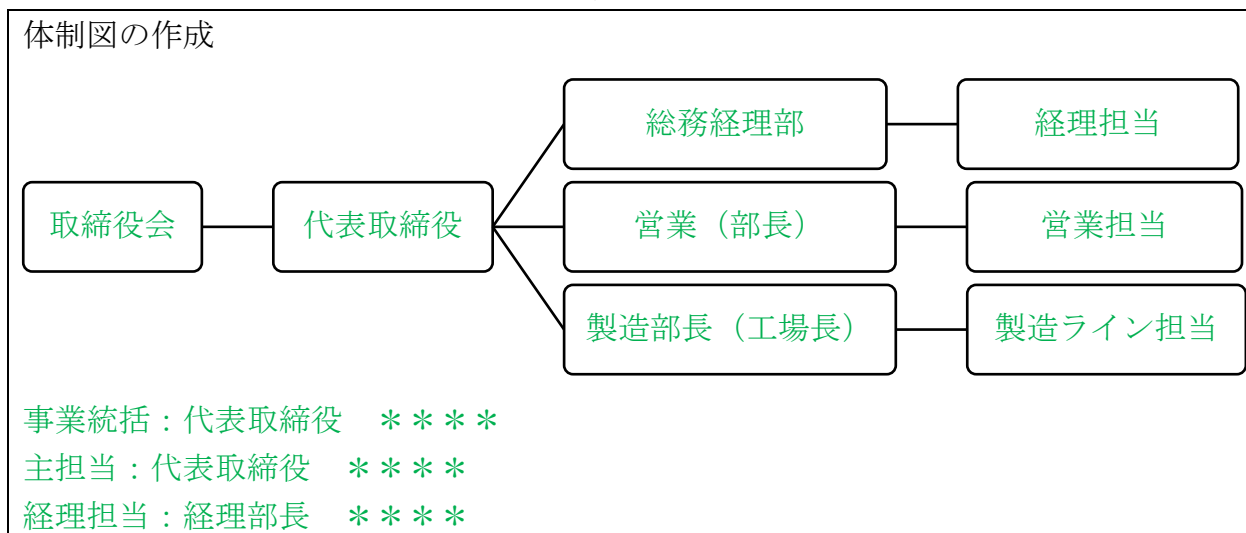 体制図の作成
総務経理部
経理担当
取締役会
代表取締役
営業（部長）
営業担当
製造部長（工場長）
製造ライン担当
事業統括：代表取締役　＊＊＊＊
主担当：代表取締役　＊＊＊＊
経理担当：経理部長　＊＊＊＊